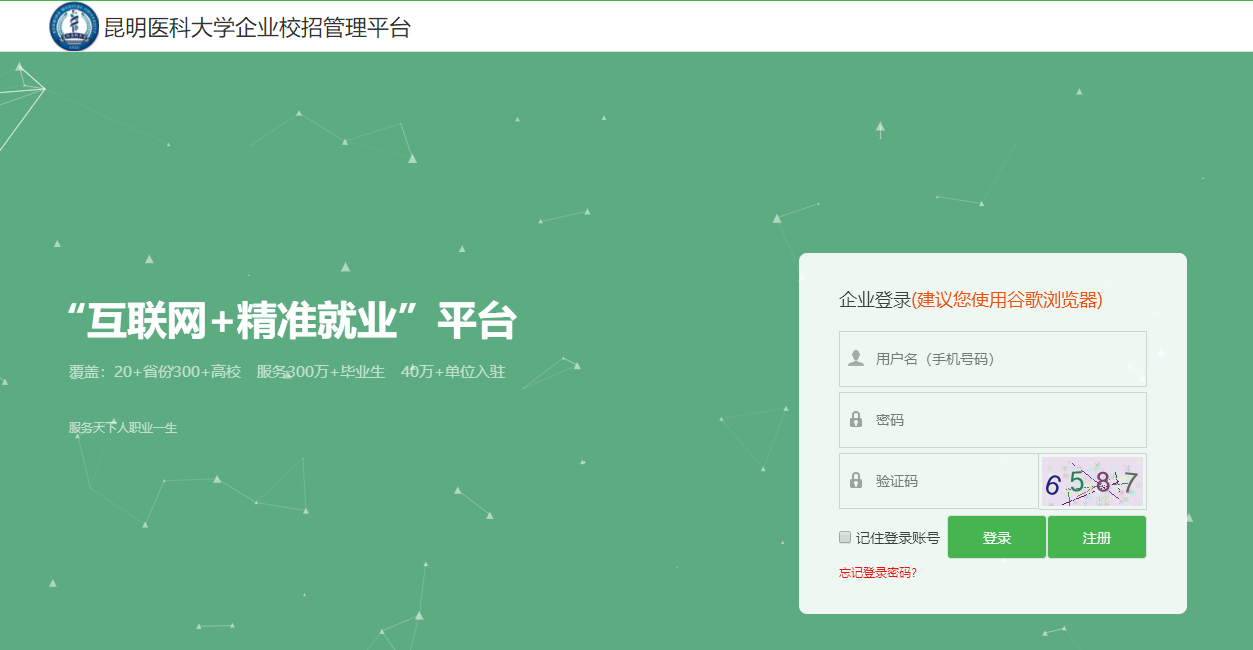 昆明医科大学企业校招管理平台
“互联网+精准就业”平台
覆盖：20+省份300+高校 服务300万+毕业生 40万+单位入驻
服务天下人职业一生
企业登录(建议您使用谷歌浏览器)
用户名（手机号码）
密码
验证码
6587
记住登录账号 登录 注册
忘记登录密码?